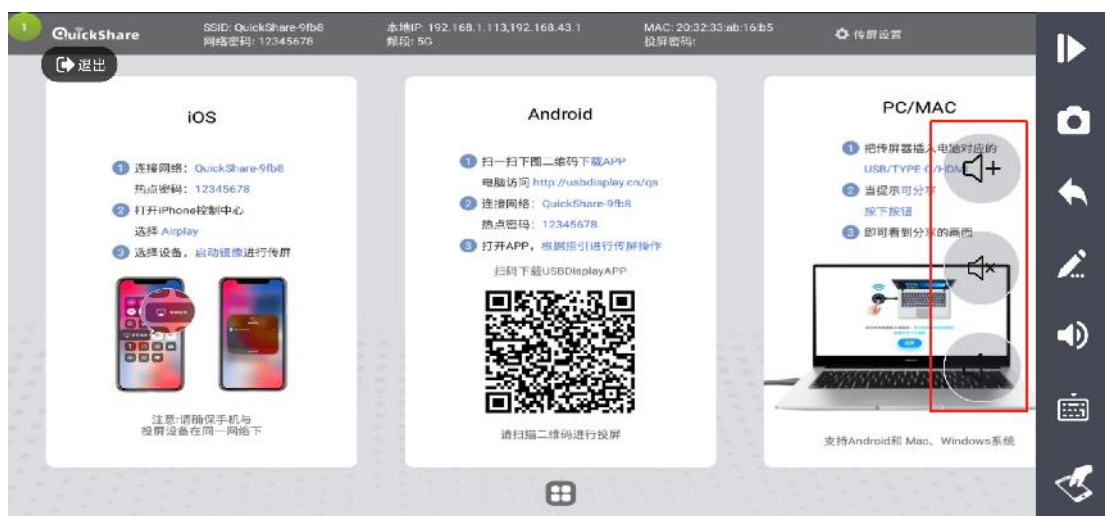 1
QuickShare
SSID: QuickShare-9fb8
网络密码: 12345678
本地IP: 192.168.1.113,192.168.43.1
频段: 5G
MAC: 20:32:33:ab:16:b5
投屏密码:
传屏设置
退出
iOS
1 连接网络: QuickShare-9fb8
热点密码: 12345678
2 打开iPhone控制中心
选择 Airplay
3 选择设备，启动镜像进行传屏
注意:请确保手机与
投屏设备在同一网络下
Android
1 扫一扫下图二维码下载APP
电脑访问 http://usbdisplay.cn/qs
2 连接网络: QuickShare-9fb8
热点密码: 12345678
3 打开APP，根据指引进行传屏操作
扫码下载USBDisplayAPP
请扫描二维码进行投屏
PC/MAC
1 把传屏器插入电脑对应的
USB/TYPE-C/HDMI
2 当提示可分享
按下按钮
3 即可看到分享的画面
支持Android和 Mac、Windows系统